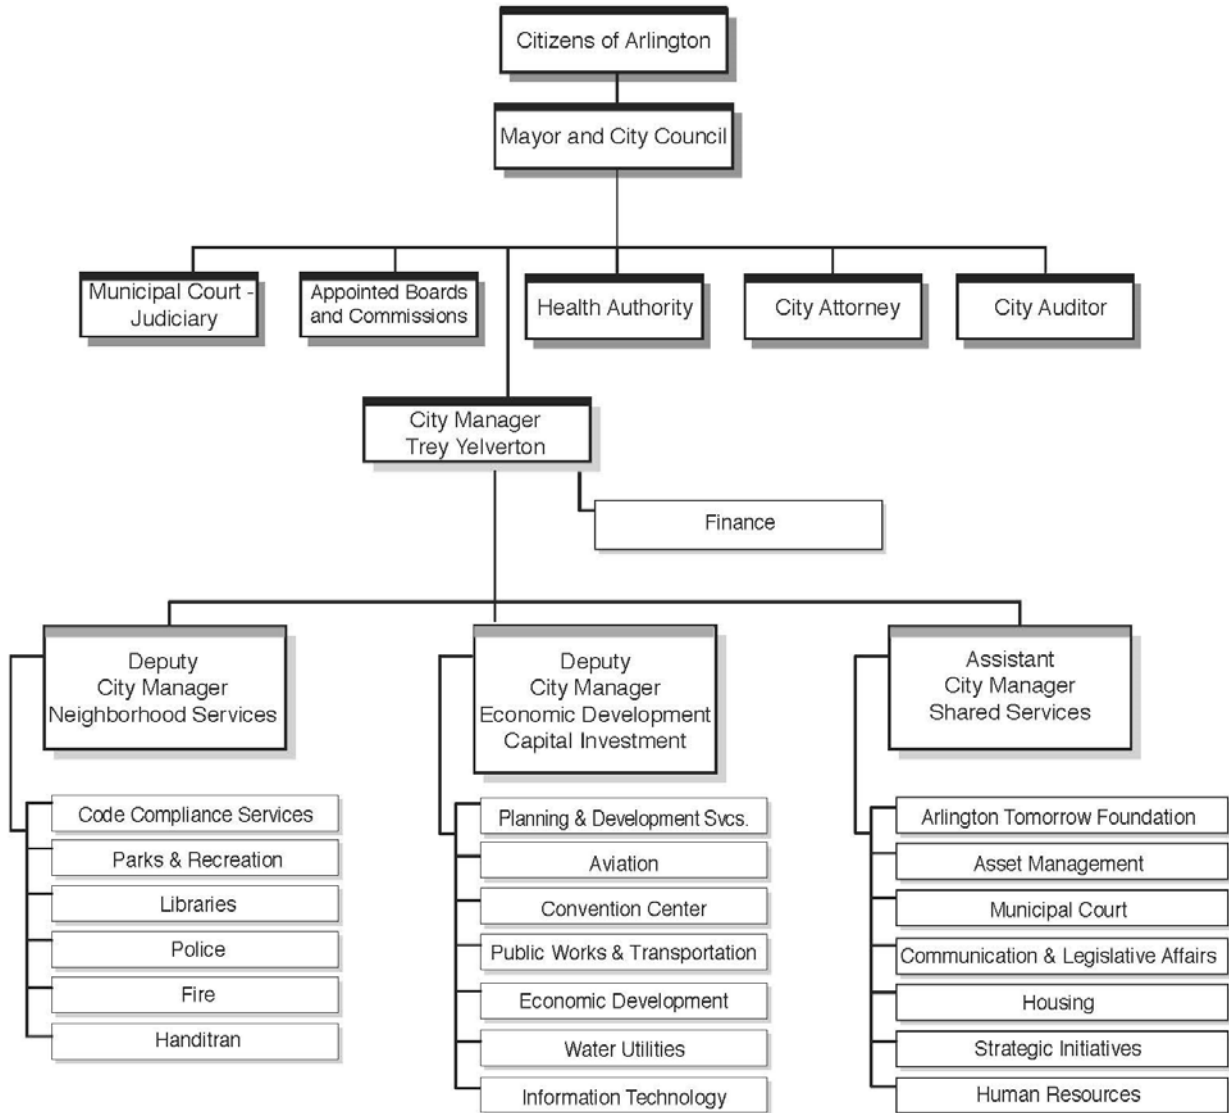 Citizens of Arlington
Mayor and City Council
Municipal Court -
Judiciary
Appointed Boards
and Commissions
Health Authority
City Attorney
City Auditor
City Manager
Trey Yelverton
Finance
Deputy
City Manager
Neighborhood Services
Code Compliance Services
Parks & Recreation
Libraries
Police
Fire
Handitran
Deputy
City Manager
Economic Development
Capital Investment
Planning & Development Svcs.
Aviation
Convention Center
Public Works & Transportation
Economic Development
Water Utilities
Information Technology
Assistant
City Manager
Shared Services
Arlington Tomorrow Foundation
Asset Management
Municipal Court
Communication & Legislative Affairs
Housing
Strategic Initiatives
Human Resources